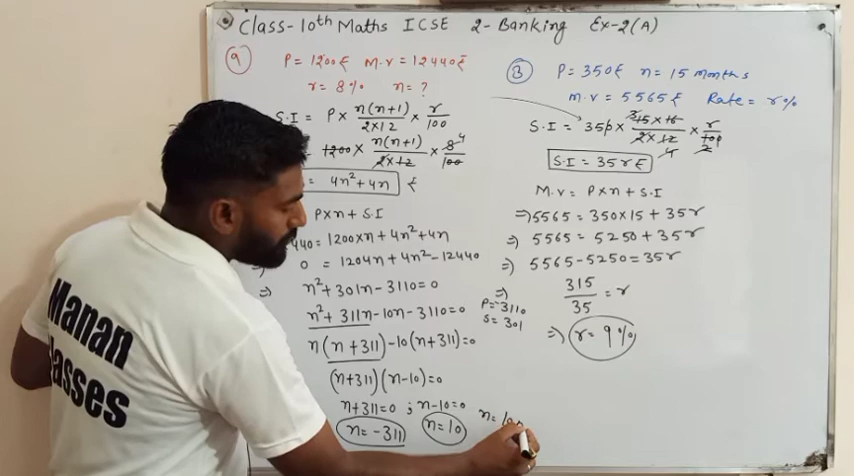 Class-10th Maths ICSE 2-Banking Ex-2(A)
9) P = 1200₹ M.V = 12440₹
r = 8% n = ?
S.I = P × n(n+1)/2×12 × r/100
= 1200 × n(n+1)/2×12 × 8/100 4
= 4n²+4n ₹
P×n + S.I
440 = 1200×n + 4n²+4n
0 = 1204n + 4n² - 12440
⇒ n² + 301n - 3110 = 0
n² + 311n - 10n - 3110 = 0
P = -3110
S = 301
n(n+311) - 10(n+311) = 0
(n+311)(n-10) = 0
n+311 = 0 ; n-10 = 0
n = -311 n = 10
n = 10
P = 350₹ n = 15 months
M.V = 5565₹ Rate = r%
S.I = 350 × 15×16/2×12 × r/100
S.I = 35r₹
M.V = P×n + S.I
⇒ 5565 = 350×15 + 35r
⇒ 5565 = 5250 + 35r
⇒ 5565 - 5250 = 35r
⇒ 315/35 = r
⇒ r = 9%
Manan
lasses